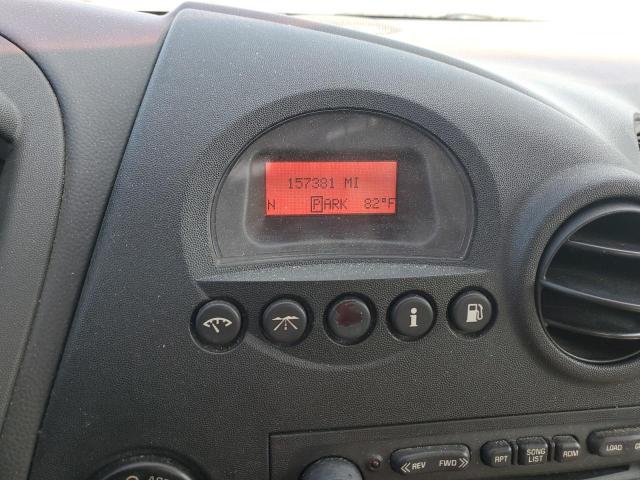 157381 MI
N PARK 82°F
i
REV FWD RPT SONG LIST RDM LOAD